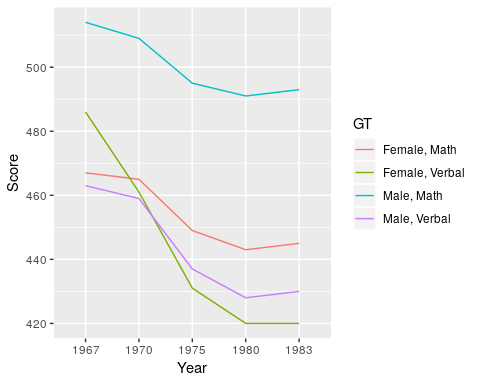 Score
500
480
460
440
420
1967 1970 1975 1980 1983
Year
GT
Female, Math
Female, Verbal
Male, Math
Male, Verbal